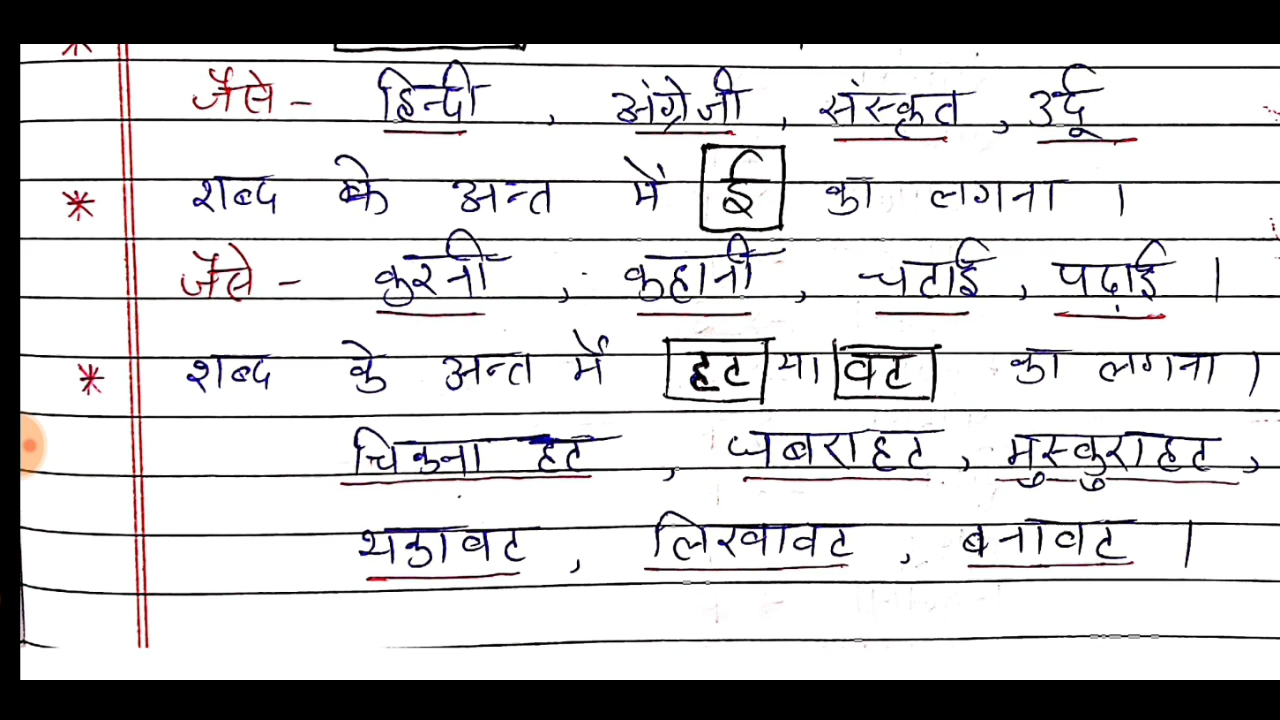 * जैसे - हिन्दी , अंग्रेजी , संस्कृत , उर्दू
* शब्द के अन्त में ई का लगना ।
जैसे - करनी , कहानी , चटाई , पढ़ाई ।
* शब्द के अन्त में हट या वट का लगना ।
चिकना हट , घबराहट , मुस्कुराहट ,
थकावट , लिखावट , बनावट ।